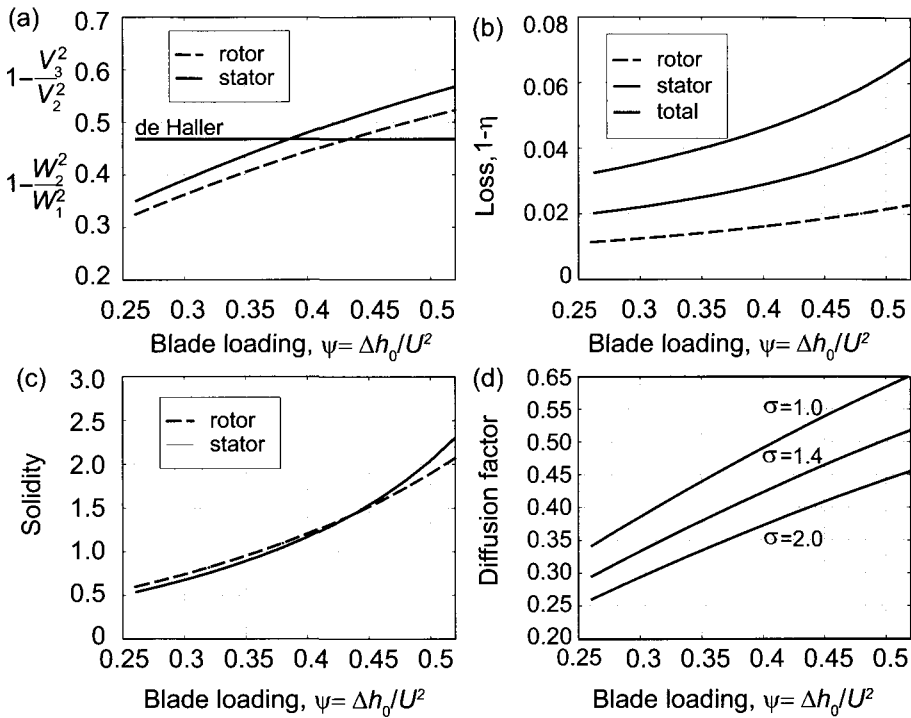 (a)
0.7
0.6
0.5
0.4
0.3
0.2
1–V₃²/V₂²
1–W₂²/W₁²
rotor
stator
de Haller
0.25 0.3 0.35 0.4 0.45 0.5
Blade loading, ψ= Δh₀/U²
(b)
0.1
0.08
0.06
0.04
0.02
0
Loss, 1-η
rotor
stator
total
0.25 0.3 0.35 0.4 0.45 0.5
Blade loading, ψ= Δh₀/U²
(c)
3.0
2.5
2.0
1.5
1.0
0.5
0
Solidity
rotor
stator
0.25 0.3 0.35 0.4 0.45 0.5
Blade loading, ψ= Δh₀/U²
(d)
0.65
0.55
0.50
0.45
0.40
0.35
0.30
0.25
0.20
Diffusion factor
σ=1.0
σ=1.4
σ=2.0
0.25 0.3 0.35 0.4 0.45 0.5
Blade loading, ψ= Δh₀/U²